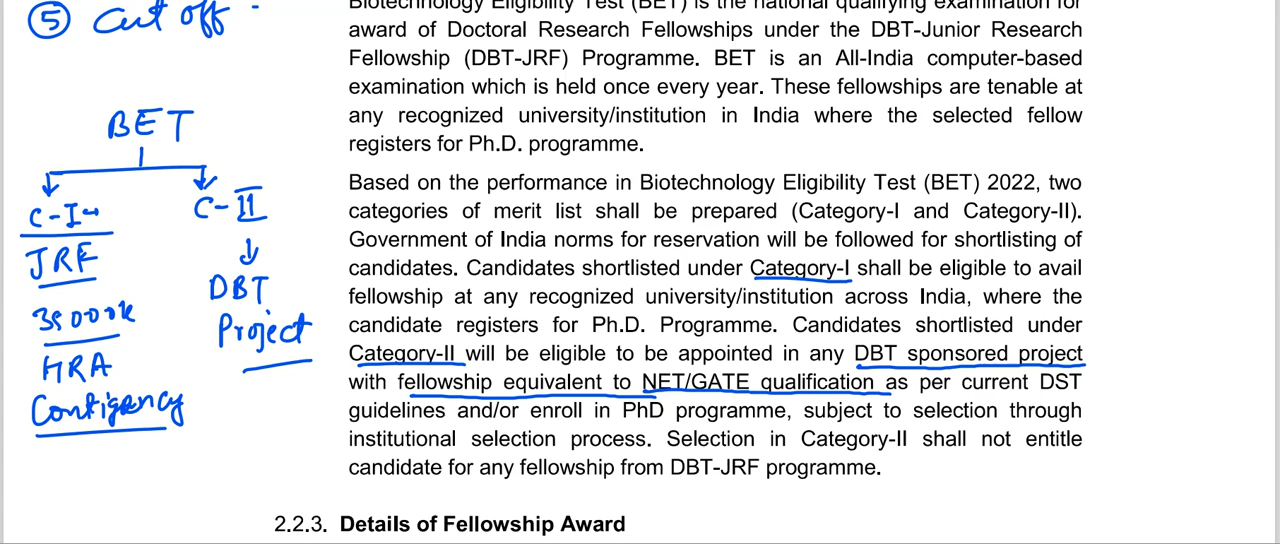 ⑤ Cut off -
BET
C-I
C-II
JRF
DBT
Project
HRA
Contigency
Biotechnology Eligibility Test (BET) is the national qualifying examination for
award of Doctoral Research Fellowships under the DBT-Junior Research
Fellowship (DBT-JRF) Programme. BET is an All-India computer-based
examination which is held once every year. These fellowships are tenable at
any recognized university/institution in India where the selected fellow
registers for Ph.D. programme.
Based on the performance in Biotechnology Eligibility Test (BET) 2022, two
categories of merit list shall be prepared (Category-I and Category-II).
Government of India norms for reservation will be followed for shortlisting of
candidates. Candidates shortlisted under Category-I shall be eligible to avail
fellowship at any recognized university/institution across India, where the
candidate registers for Ph.D. Programme. Candidates shortlisted under
Category-II will be eligible to be appointed in any DBT sponsored project
with fellowship equivalent to NET/GATE qualification as per current DST
guidelines and/or enroll in PhD programme, subject to selection through
institutional selection process. Selection in Category-II shall not entitle
candidate for any fellowship from DBT-JRF programme.
2.2.3. Details of Fellowship Award